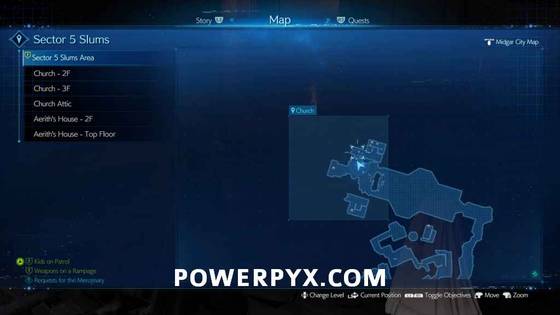 Story L2
Map
R2 Quests
Sector 5 Slums
Midgar City Map
Sector 5 Slums Area
Church - 2F
Church - 3F
Church Attic
Aerith's House - 2F
Aerith's House - Top Floor
Church
Kids on Patrol
Weapons on a Rampage
Requests for the Mercenary
POWERPYX.COM
Change Level
Current Position
Toggle Objectives
Move
Zoom